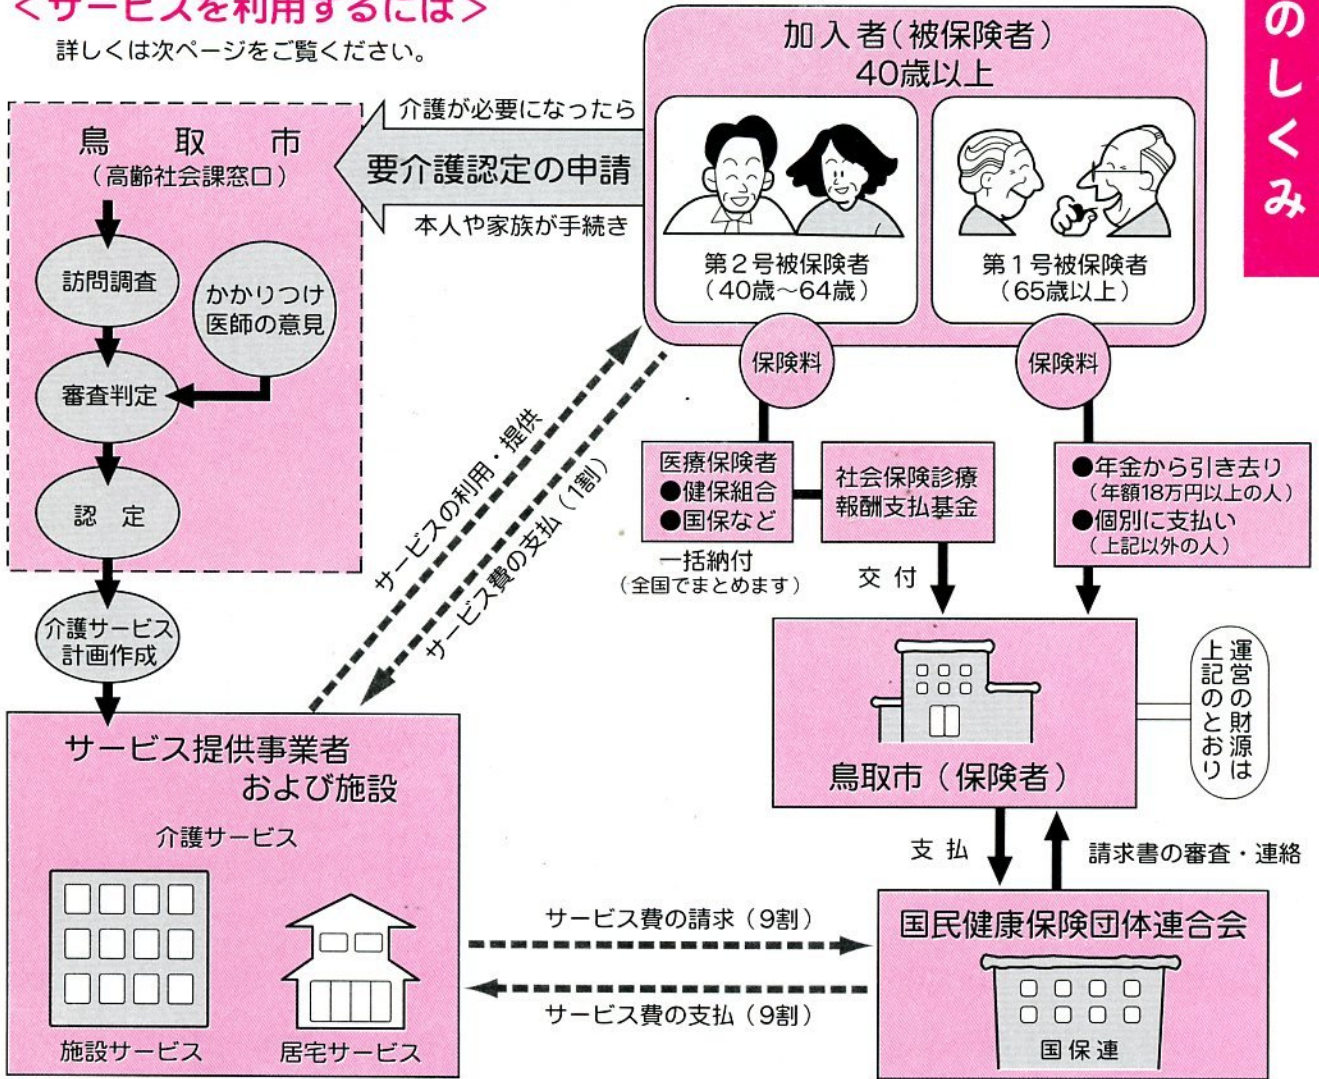 ＜サービスを利用するには＞
詳しくは次ページをご覧ください。
のしくみ
加入者（被保険者）
40歳以上
第２号被保険者
（40歳～64歳）
第１号被保険者
（65歳以上）
介護が必要になったら
要介護認定の申請
本人や家族が手続き
鳥取市
（高齢社会課窓口）
訪問調査
かかりつけ
医師の意見
審査判定
認定
介護サービス
計画作成
サービスの利用・提供
サービス費の支払（1割）
保険料
保険料
医療保険者
●健保組合
●国保など
一括納付
（全国でまとめます）
社会保険診療
報酬支払基金
交付
●年金から引き去り
（年額18万円以上の人）
●個別に支払い
（上記以外の人）
鳥取市（保険者）
運営の財源は
上記のとおり
支払
請求書の審査・連絡
サービス提供事業者
および施設
介護サービス
施設サービス
居宅サービス
サービス費の請求（9割）
サービス費の支払（9割）
国民健康保険団体連合会
国保連